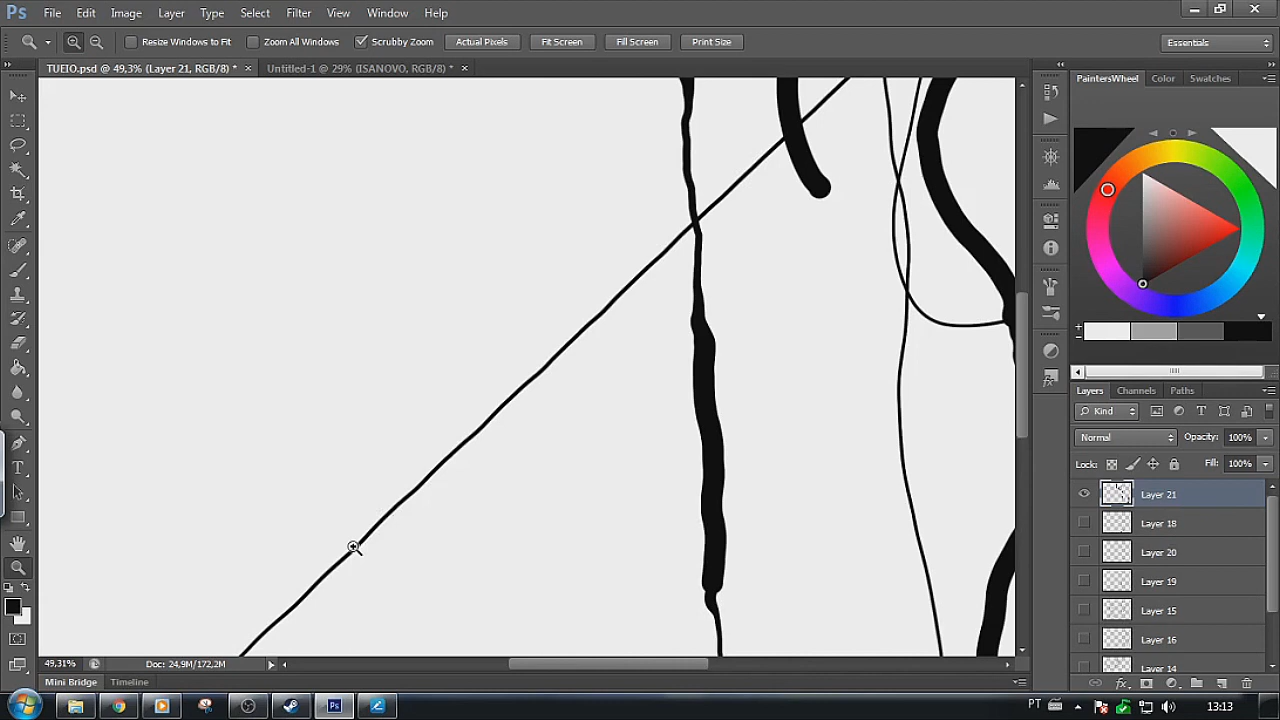 Ps File Edit Image Layer Type Select Filter View Window Help
Resize Windows to Fit Zoom All Windows Scrubby Zoom Actual Pixels Fit Screen Fill Screen Print Size Essentials
TUEIO.psd @ 49,3% (Layer 21, RGB/8) * × Untitled-1 @ 29% (ISANOVO, RGB/8) * ×
PaintersWheel Color Swatches
Layers Channels Paths
Kind
Normal Opacity: 100%
Lock: Fill: 100%
Layer 21
Layer 18
Layer 20
Layer 19
Layer 15
Layer 16
Layer 14
49,31% Doc: 24,9M/172,2M
Mini Bridge Timeline
Ps PT 13:13